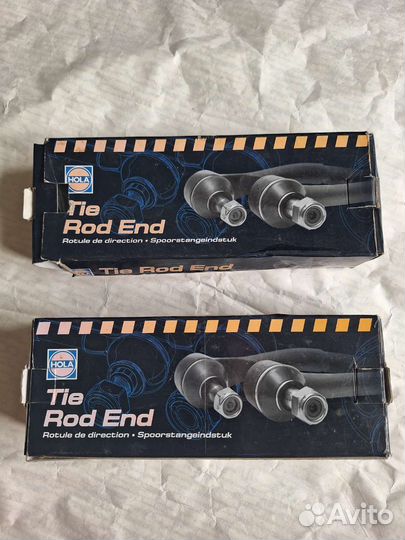 HOLA
Tie
Rod End
Rotule de direction • Spoorstangeindstuk
Tie Rod End
HOLA
Tie
Rod End
Rotule de direction • Spoorstangeindstuk
Avito